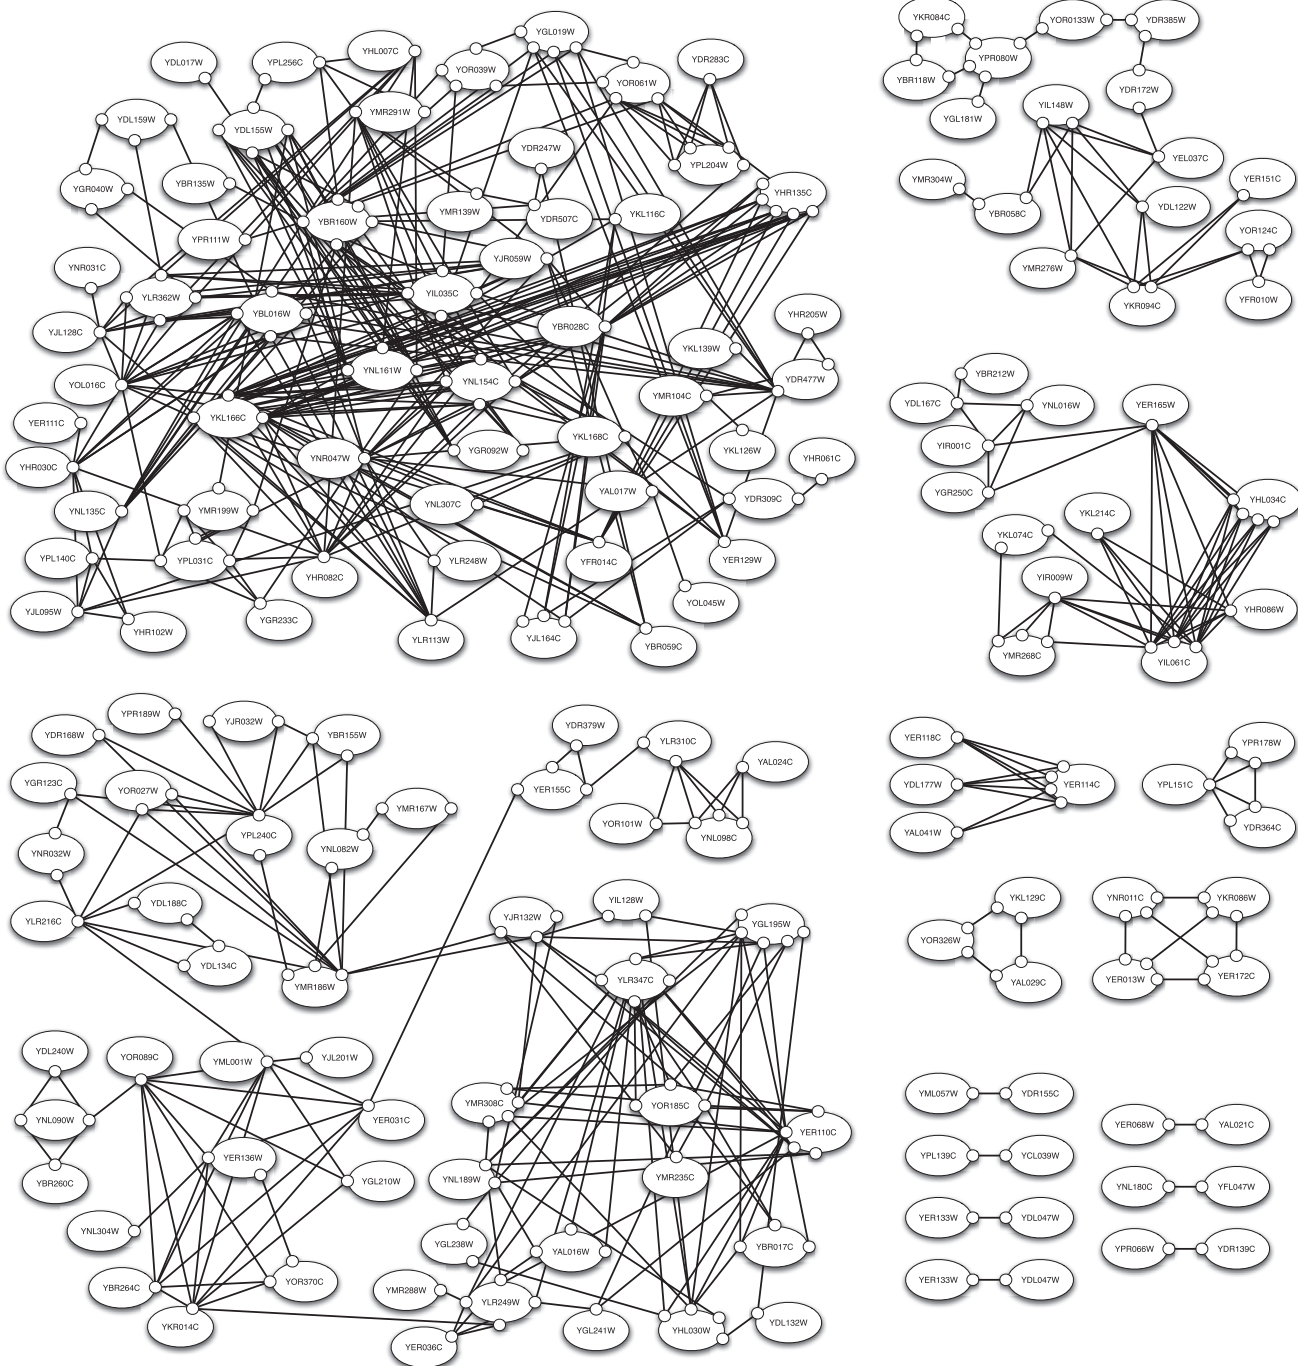 YGL019W
YHL007C
YDL017W
YPL256C
YOR039W
YOR061W
YDR283C
YMR291W
YDL159W
YDL155W
YDR247W
YPL204W
YGR040W
YBR135W
YHR135C
YBR160W
YMR139W
YDR507C
YKL116C
YPR111W
YJR059W
YNR031C
YLR362W
YIL035C
YBL016W
YHR205W
YJL128C
YBR028C
YKL139W
YNL161W
YNL154C
YDR477W
YOL016C
YMR104C
YKL166C
YER111C
YKL168C
YGR092W
YKL126W
YNR047W
YHR030C
YHR061C
YAL017W
YDR309C
YNL307C
YNL135C
YMR199W
YPL140C
YPL031C
YLR248W
YFR014C
YER129W
YHR082C
YOL045W
YJL095W
YHR102W
YGR233C
YLR113W
YJL164C
YBR059C
YKR084C
YOR0133W
YDR385W
YPR080W
YBR118W
YDR172W
YIL148W
YGL181W
YEL037C
YMR304W
YER151C
YDL122W
YBR058C
YOR124C
YMR276W
YFR010W
YKR094C
YBR212W
YDL167C
YNL016W
YER165W
YIR001C
YGR250C
YHL034C
YKL214C
YKL074C
YIR009W
YHR086W
YMR268C
YIL061C
YPR189W
YJR032W
YDR168W
YBR155W
YGR123C
YOR027W
YMR167W
YPL240C
YNL082W
YNR032W
YDL188C
YLR216C
YDL134C
YMR186W
YDR379W
YLR310C
YAL024C
YER155C
YOR101W
YNL098C
YER118C
YDL177W
YER114C
YAL041W
YPR178W
YPL151C
YDR364C
YIL128W
YJR132W
YGL195W
YLR347C
YKL129C
YOR326W
YAL029C
YNR011C
YKR086W
YER013W
YER172C
YDL240W
YOR089C
YML001W
YJL201W
YNL090W
YER031C
YER136W
YBR260C
YGL210W
YNL304W
YBR264C
YOR370C
YKR014C
YMR308C
YOR185C
YER110C
YNL189W
YMR235C
YGL238W
YAL016W
YBR017C
YMR288W
YLR249W
YER036C
YGL241W
YHL030W
YDL132W
YML057W YDR155C
YER068W YAL021C
YPL139C YCL039W
YNL180C YFL047W
YER133W YDL047W
YPR066W YDR139C
YER133W YDL047W